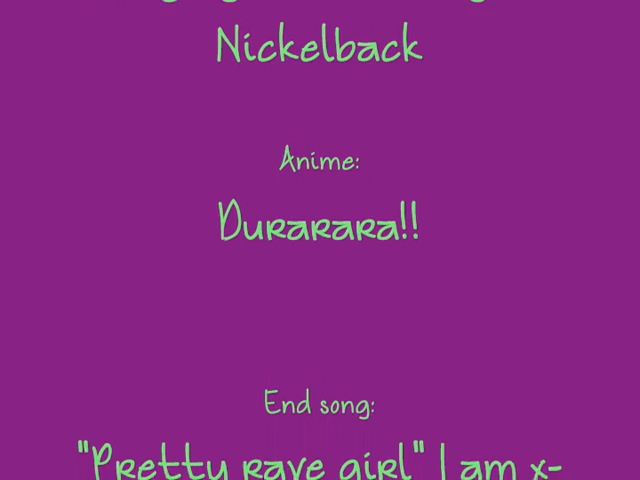 Nickelback
Anime:
Durarara!!
End song:
"Pretty rave girl" I am x-